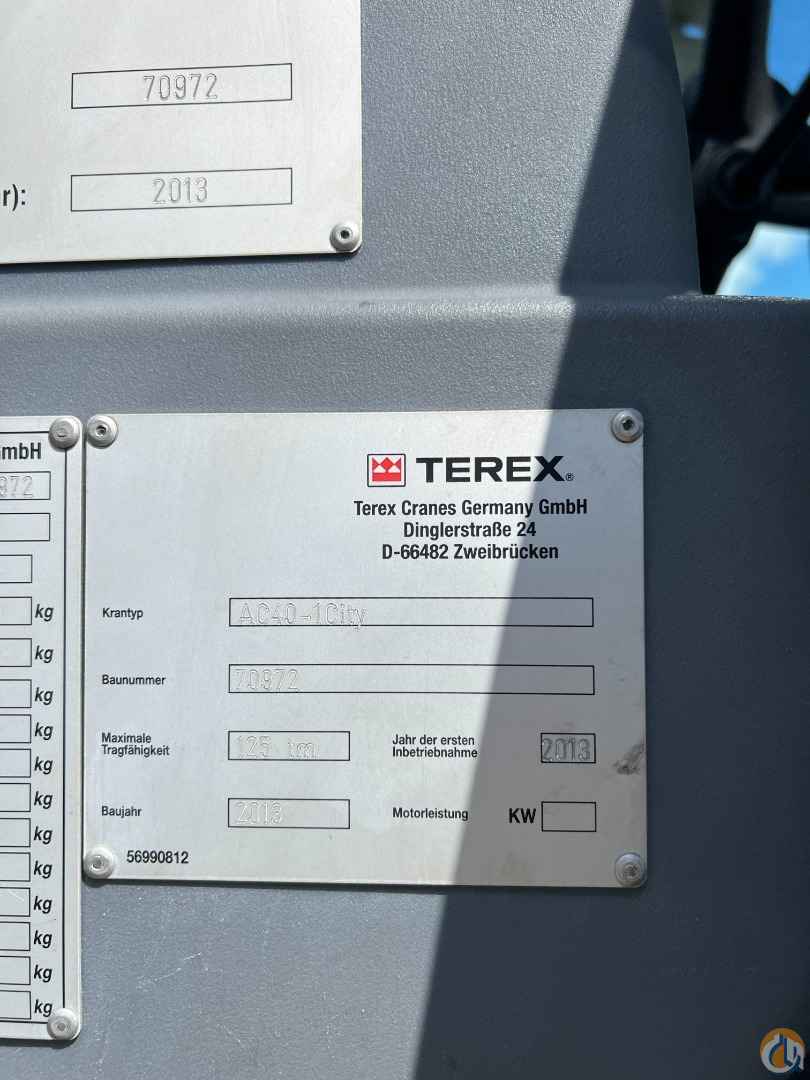 70972
r):
2013
GmbH
972
kg
kg
kg
kg
kg
kg
kg
kg
kg
kg
kg
kg
TEREX®
Terex Cranes Germany GmbH
Dinglerstraße 24
D-66482 Zweibrücken
Krantyp AC40-1City
Baunummer 70972
Maximale
Tragfähigkeit 125 tm
Jahr der ersten
Inbetriebnahme 2013
Baujahr 2013
Motorleistung KW
56990812